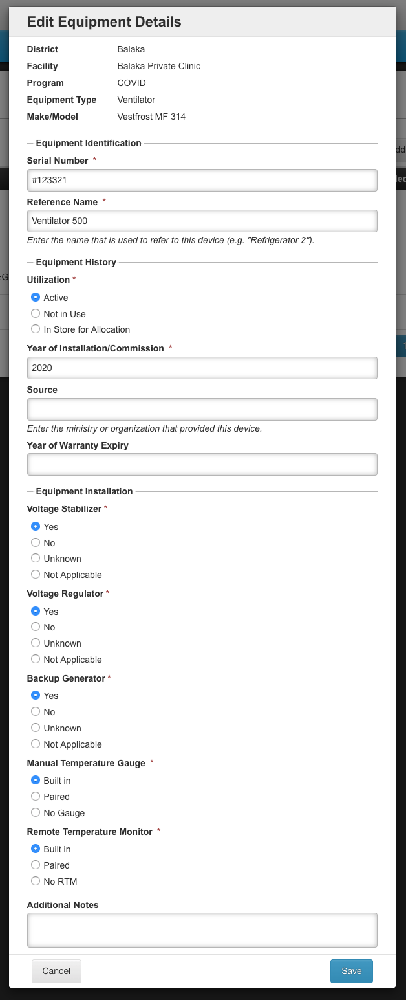 Edit Equipment Details
District Balaka
Facility Balaka Private Clinic
Program COVID
Equipment Type Ventilator
Make/Model Vestfrost MF 314
Equipment Identification
Serial Number *
#123321
Reference Name *
Ventilator 500
Enter the name that is used to refer to this device (e.g. "Refrigerator 2").
Equipment History
Utilization *
Active
Not in Use
In Store for Allocation
Year of Installation/Commission *
2020
Source
Enter the ministry or organization that provided this device.
Year of Warranty Expiry
Equipment Installation
Voltage Stabilizer *
Yes
No
Unknown
Not Applicable
Voltage Regulator *
Yes
No
Unknown
Not Applicable
Backup Generator *
Yes
No
Unknown
Not Applicable
Manual Temperature Gauge *
Built in
Paired
No Gauge
Remote Temperature Monitor *
Built in
Paired
No RTM
Additional Notes
Cancel Save